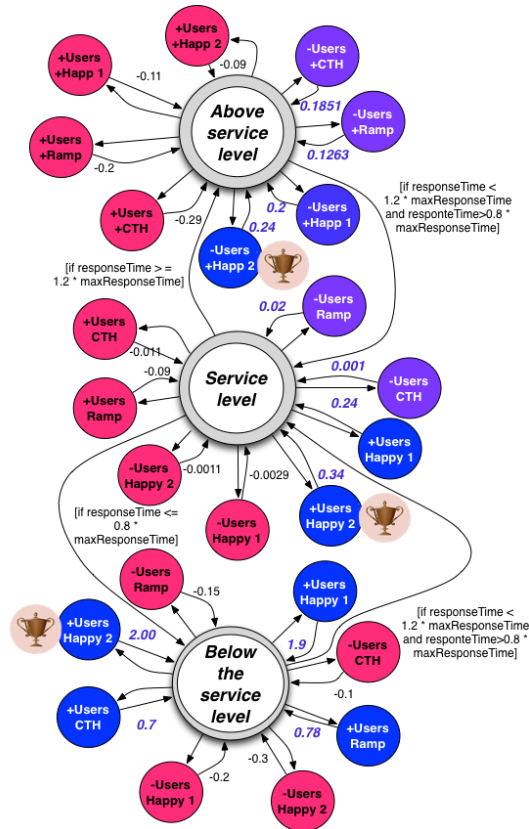 +Users
+Happ 2
-0.09
+Users
+Happ 1
-0.11
-Users
+CTH
0.1851
-Users
+Ramp
0.1263
Above
service
level
+Users
+Ramp
-0.2
+Users
+CTH
-0.29
0.2
-Users
+Happ 1
0.24
-Users
+Happ 2
[if responseTime <
1.2 * maxResponseTime
and responteTime>0.8 *
maxResponseTime]
[if responseTime >=
1.2 * maxResponseTime]
-Users
Ramp
0.02
+Users
CTH
-0.011
-0.09
+Users
Ramp
Service
level
0.001
-Users
CTH
0.24
+Users
Happy 1
-Users
Happy 2
-0.0011
-0.0029
-Users
Happy 1
0.34
+Users
Happy 2
[if responseTime <=
0.8 *
maxResponseTime]
-Users
Ramp
-0.15
+Users
Happy 1
1.9
[if responseTime <
1.2 * maxResponseTime
and responteTime>0.8 *
maxResponseTime]
+Users
Happy 2
2.00
-Users
CTH
-0.1
Below
the
service
level
+Users
CTH
0.7
0.78
+Users
Ramp
-Users
Happy 1
-0.2
-0.3
-Users
Happy 2